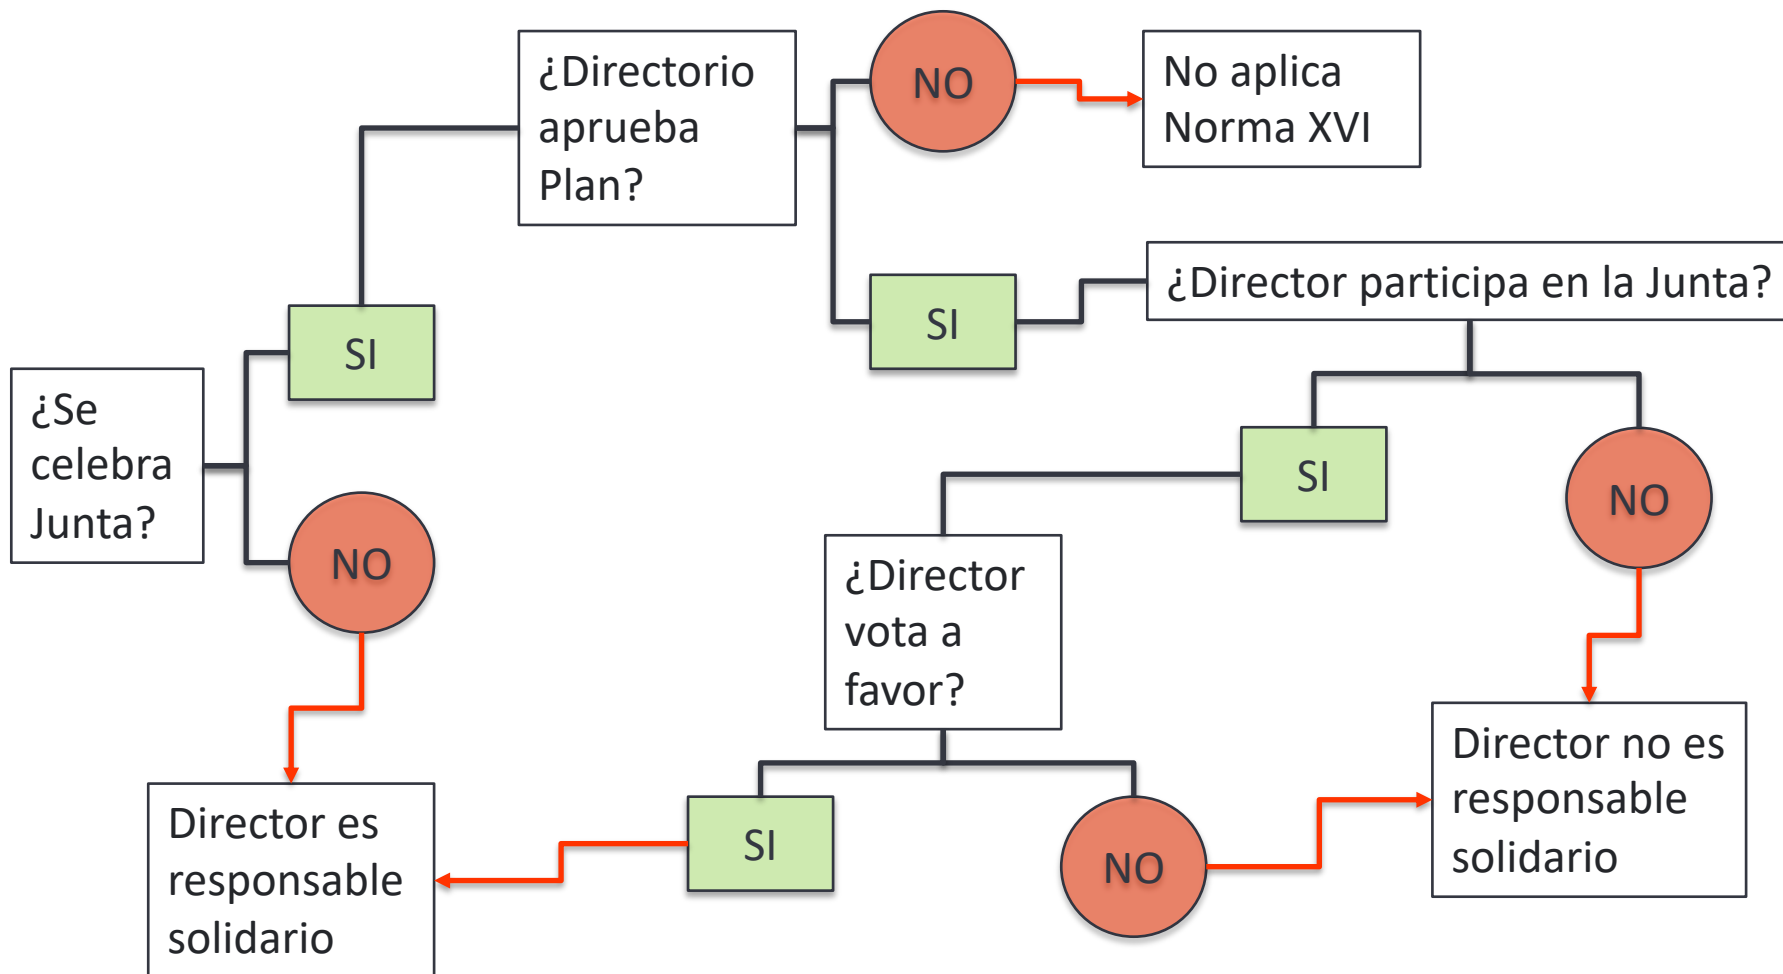 ¿Se
celebra
Junta?
SI
NO
¿Directorio
aprueba
Plan?
NO
No aplica
Norma XVI
SI
¿Director participa en la Junta?
SI
NO
¿Director
vota a
favor?
SI
NO
Director es
responsable
solidario
Director no es
responsable
solidario